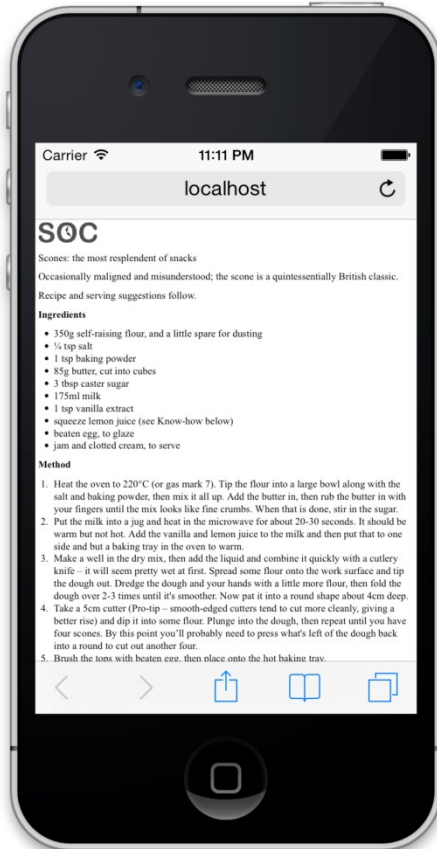 Carrier
11:11 PM
localhost
SOC
Scones: the most resplendent of snacks
Occasionally maligned and misunderstood; the scone is a quintessentially British classic.
Recipe and serving suggestions follow.
Ingredients
• 350g self-raising flour, and a little spare for dusting
• ¼ tsp salt
• 1 tsp baking powder
• 85g butter, cut into cubes
• 3 tbsp caster sugar
• 175ml milk
• 1 tsp vanilla extract
• squeeze lemon juice (see Know-how below)
• beaten egg, to glaze
• jam and clotted cream, to serve
Method
1. Heat the oven to 220°C (or gas mark 7). Tip the flour into a large bowl along with the
salt and baking powder, then mix it all up. Add the butter in, then rub the butter in with
your fingers until the mix looks like fine crumbs. When that is done, stir in the sugar.
2. Put the milk into a jug and heat in the microwave for about 20-30 seconds. It should be
warm but not hot. Add the vanilla and lemon juice to the milk and then put that to one
side and but a baking tray in the oven to warm.
3. Make a well in the dry mix, then add the liquid and combine it quickly with a cutlery
knife – it will seem pretty wet at first. Spread some flour onto the work surface and tip
the dough out. Dredge the dough and your hands with a little more flour, then fold the
dough over 2-3 times until it's smoother. Now pat it into a round shape about 4cm deep.
4. Take a 5cm cutter (Pro-tip – smooth-edged cutters tend to cut more cleanly, giving a
better rise) and dip it into some flour. Plunge into the dough, then repeat until you have
four scones. By this point you'll probably need to press what's left of the dough back
into a round to cut out another four.
5. Brush the tops with beaten egg, then place onto the hot baking tray.